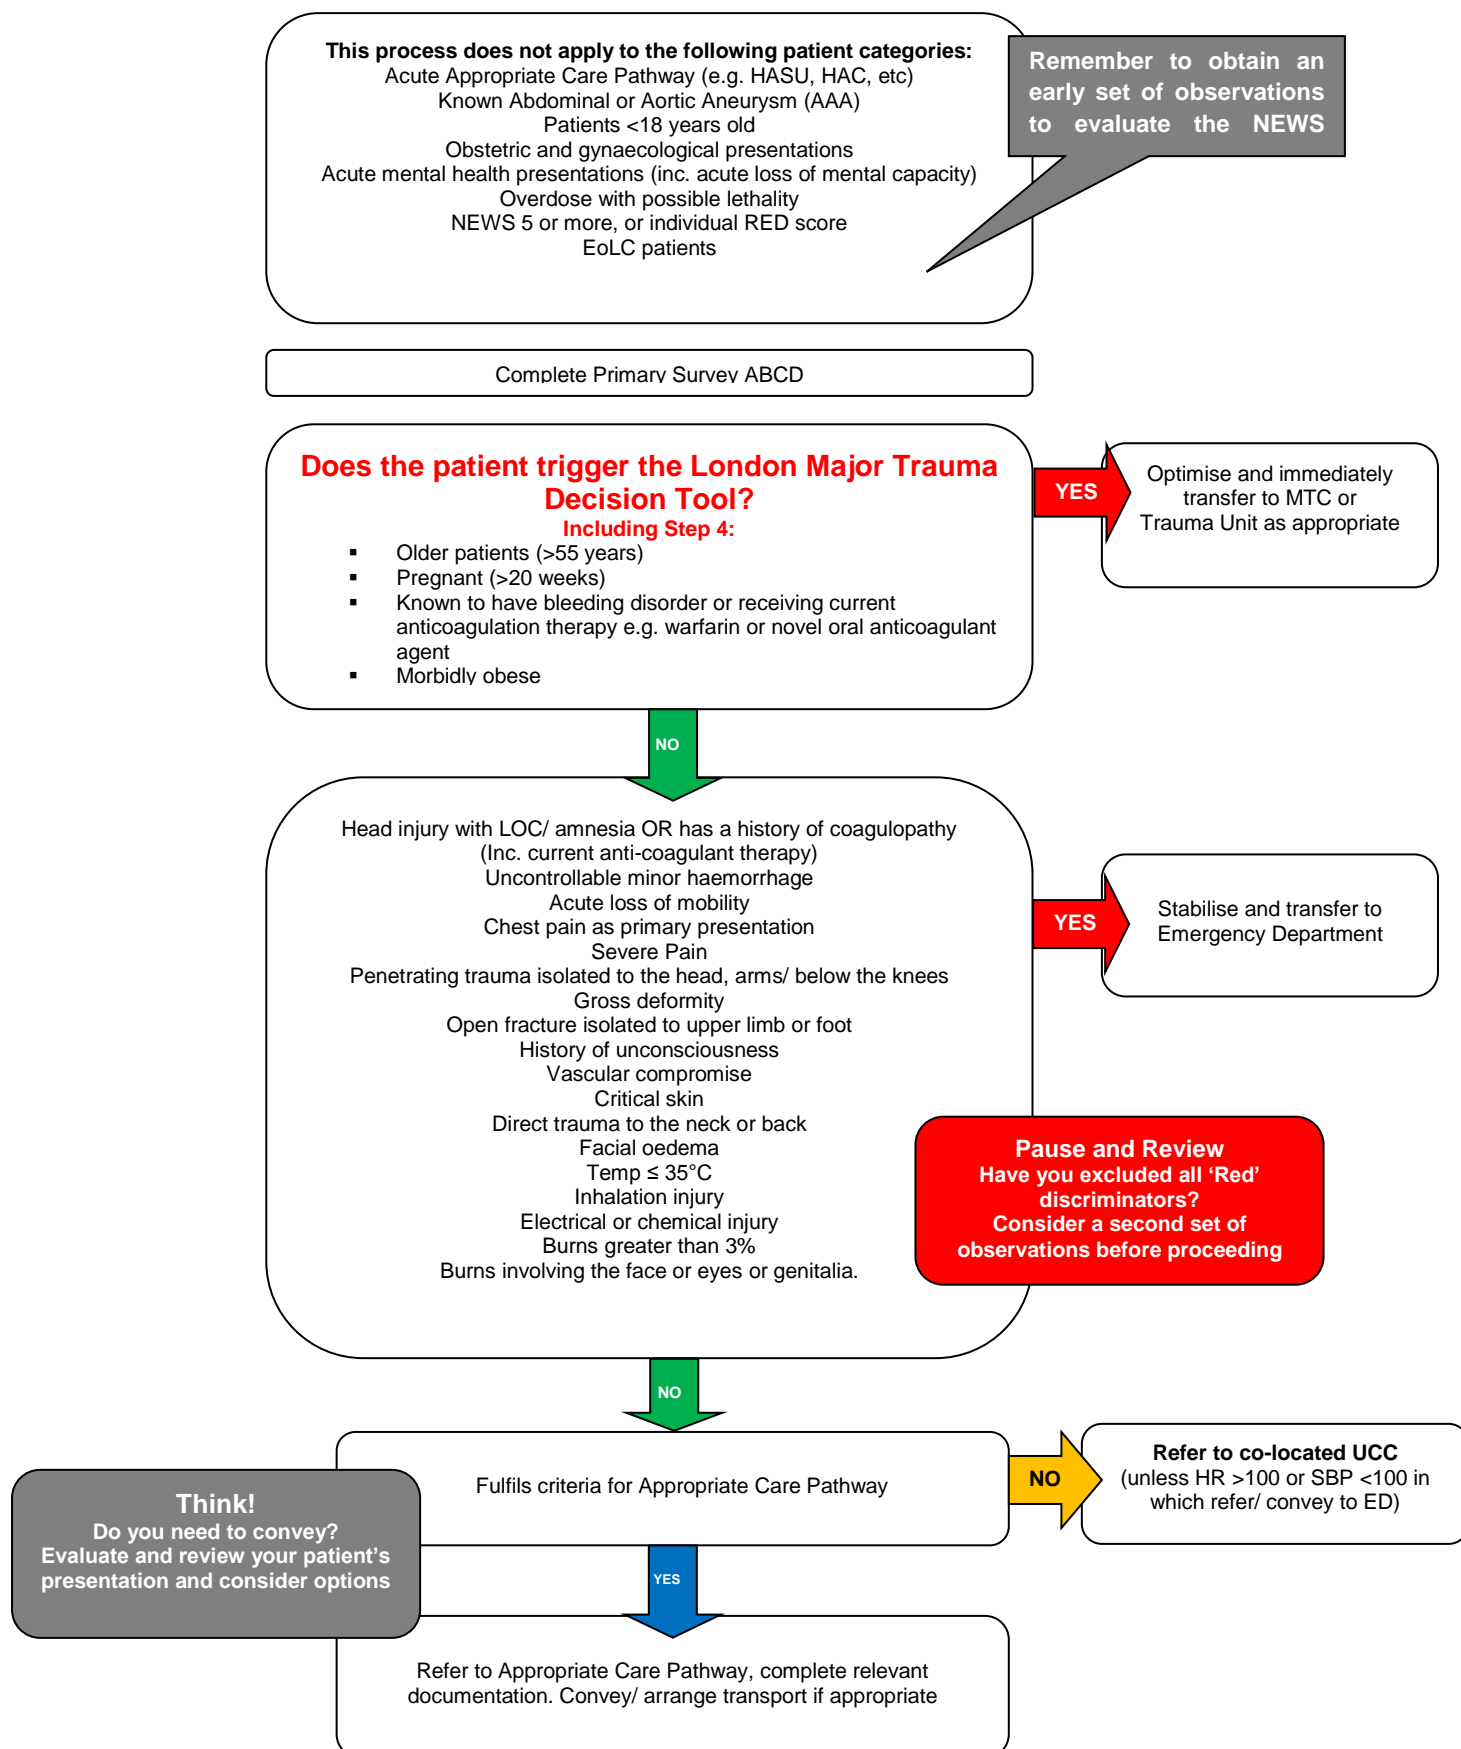 This process does not apply to the following patient categories:
Acute Appropriate Care Pathway (e.g. HASU, HAC, etc)
Known Abdominal or Aortic Aneurysm (AAA)
Patients <18 years old
Obstetric and gynaecological presentations
Acute mental health presentations (inc. acute loss of mental capacity)
Overdose with possible lethality
NEWS 5 or more, or individual RED score
EoLC patients
Remember to obtain an
early set of observations
to evaluate the NEWS
Complete Primary Survey ABCD
Does the patient trigger the London Major Trauma
Decision Tool?
Including Step 4:
▪ Older patients (>55 years)
▪ Pregnant (>20 weeks)
▪ Known to have bleeding disorder or receiving current
anticoagulation therapy e.g. warfarin or novel oral anticoagulant
agent
▪ Morbidly obese
YES
Optimise and immediately
transfer to MTC or
Trauma Unit as appropriate
NO
Head injury with LOC/ amnesia OR has a history of coagulopathy
(Inc. current anti-coagulant therapy)
Uncontrollable minor haemorrhage
Acute loss of mobility
Chest pain as primary presentation
Severe Pain
Penetrating trauma isolated to the head, arms/ below the knees
Gross deformity
Open fracture isolated to upper limb or foot
History of unconsciousness
Vascular compromise
Critical skin
Direct trauma to the neck or back
Facial oedema
Temp ≤ 35°C
Inhalation injury
Electrical or chemical injury
Burns greater than 3%
Burns involving the face or eyes or genitalia.
YES
Stabilise and transfer to
Emergency Department
Pause and Review
Have you excluded all ‘Red’
discriminators?
Consider a second set of
observations before proceeding
NO
Fulfils criteria for Appropriate Care Pathway
NO
Refer to co-located UCC
(unless HR >100 or SBP <100 in
which refer/ convey to ED)
Think!
Do you need to convey?
Evaluate and review your patient’s
presentation and consider options
YES
Refer to Appropriate Care Pathway, complete relevant
documentation. Convey/ arrange transport if appropriate